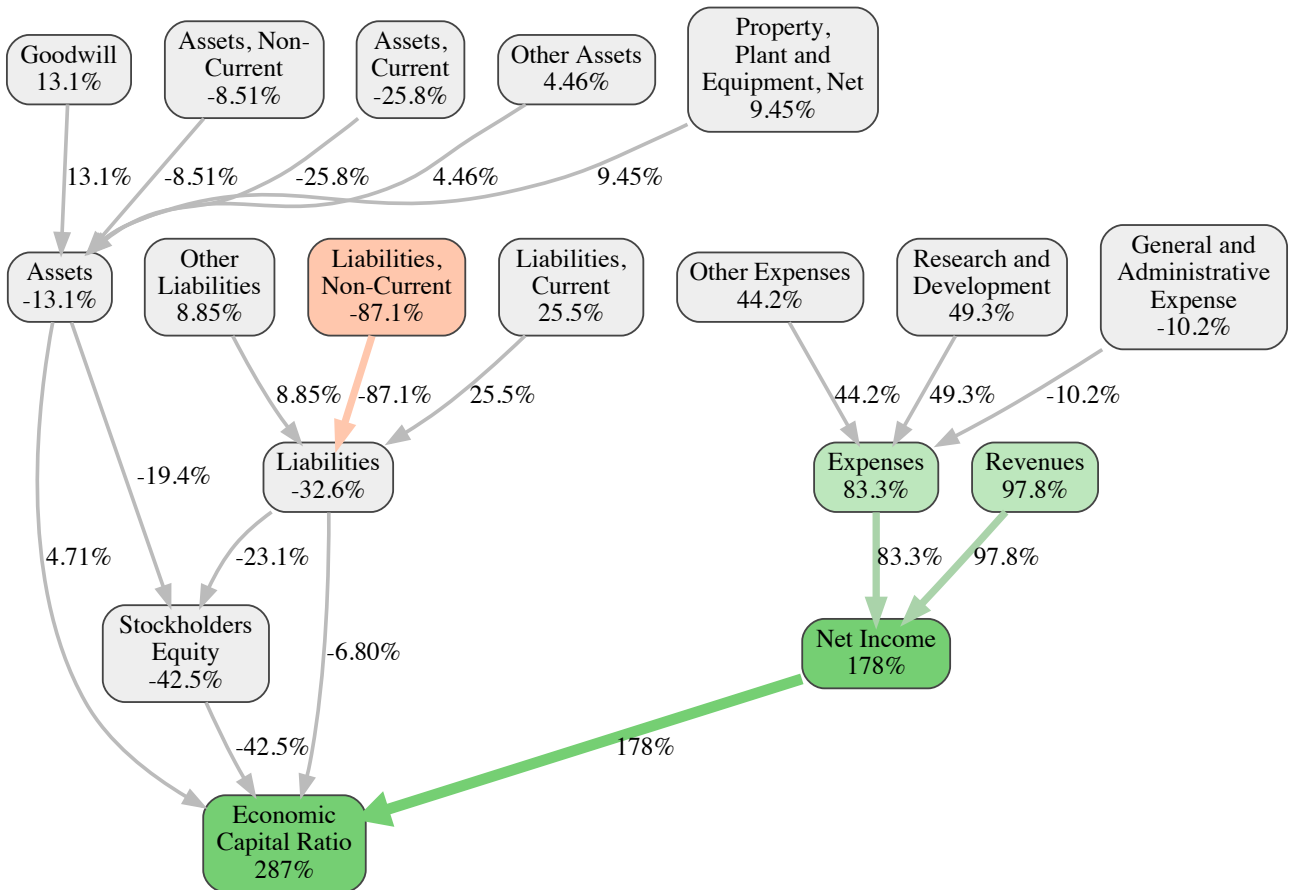 Goodwill
13.1%
Assets, Non-
Current
-8.51%
Assets,
Current
-25.8%
Other Assets
4.46%
Property,
Plant and
Equipment, Net
9.45%
13.1%
-8.51%
-25.8%
4.46%
9.45%
Assets
-13.1%
Other
Liabilities
8.85%
Liabilities,
Non-Current
-87.1%
Liabilities,
Current
25.5%
Other Expenses
44.2%
Research and
Development
49.3%
General and
Administrative
Expense
-10.2%
8.85%
-87.1%
25.5%
44.2%
49.3%
-10.2%
Liabilities
-32.6%
Expenses
83.3%
Revenues
97.8%
-19.4%
4.71%
-23.1%
83.3%
97.8%
Stockholders
Equity
-42.5%
-6.80%
Net Income
178%
-42.5%
178%
Economic
Capital Ratio
287%